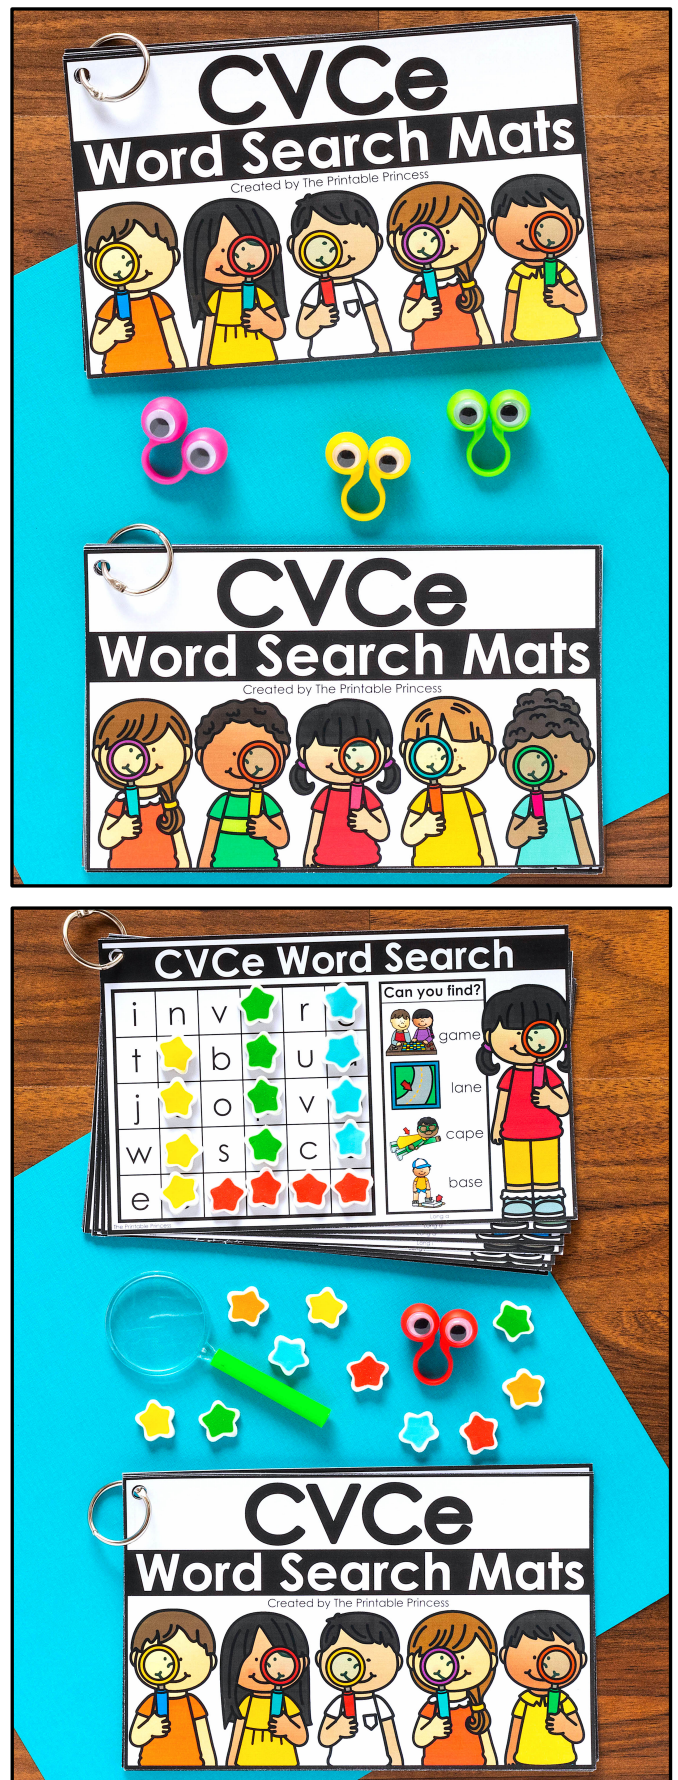 CVCe
Word Search Mats
Created by The Printable Princess
CVCe
Word Search Mats
Created by The Printable Princess
CVCe Word Search
i n v r
t b u
j o v
w s c
e
Can you find?
game
lane
cape
base
The Printable Princess
CVCe
Word Search Mats
Created by The Printable Princess